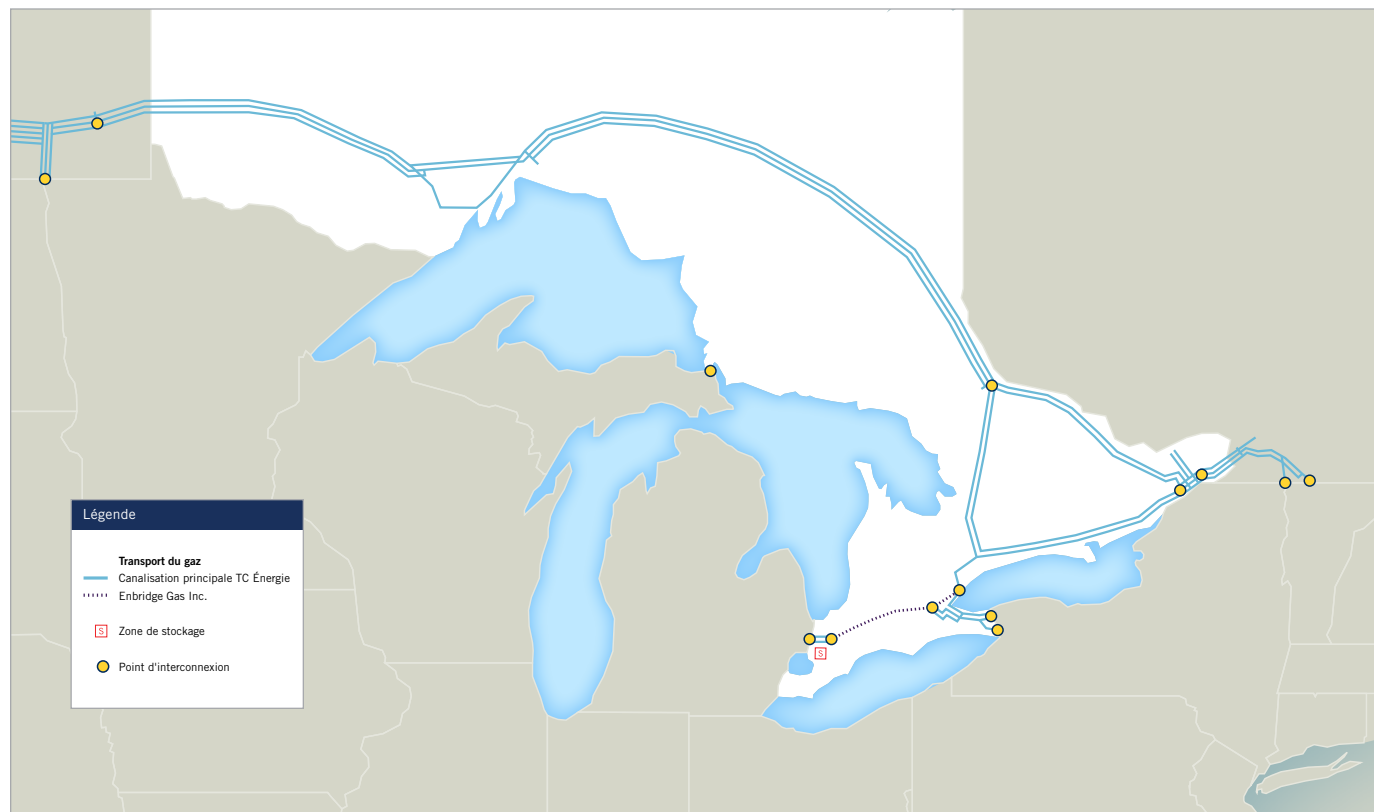 Légende
Transport du gaz
Canalisation principale TC Énergie
Enbridge Gas Inc.
S Zone de stockage
Point d'interconnexion
S